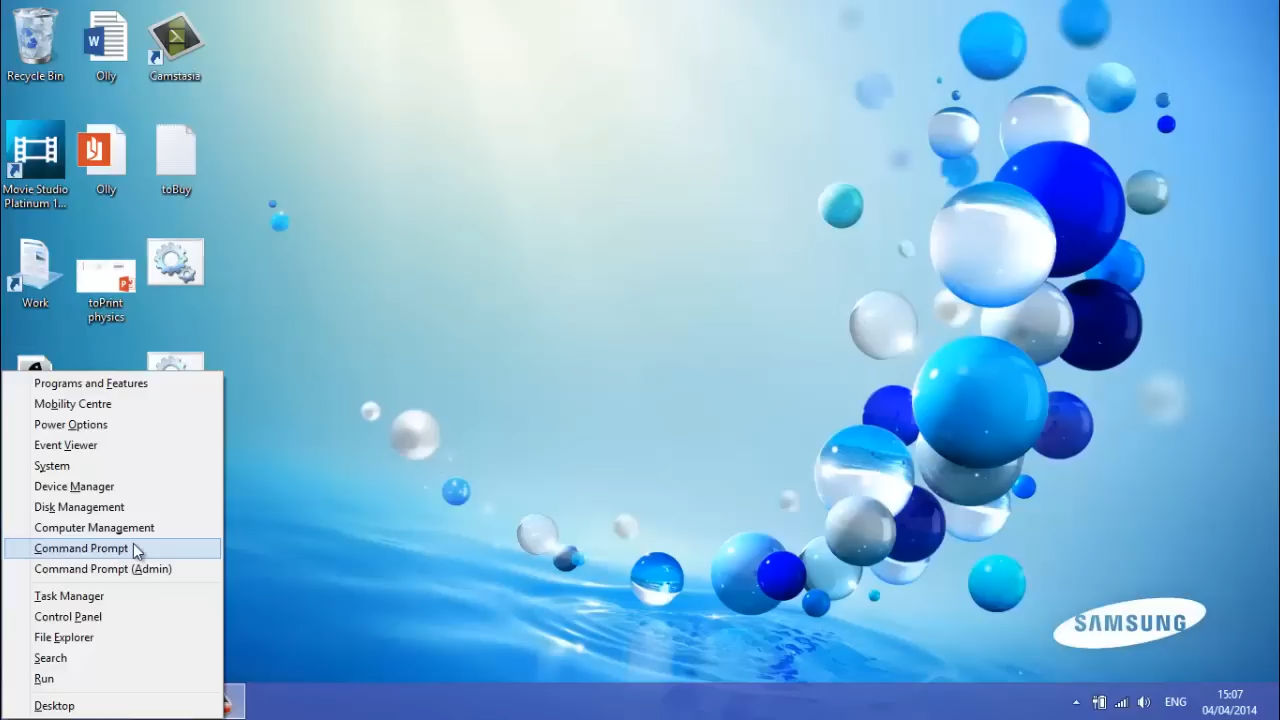 Recycle Bin
Olly
Camstasia
Movie Studio
Platinum 1...
Olly
toBuy
Work
toPrint
physics
Programs and Features
Mobility Centre
Power Options
Event Viewer
System
Device Manager
Disk Management
Computer Management
Command Prompt
Command Prompt (Admin)
Task Manager
Control Panel
File Explorer
Search
Run
Desktop
SAMSUNG
ENG
15:07
04/04/2014